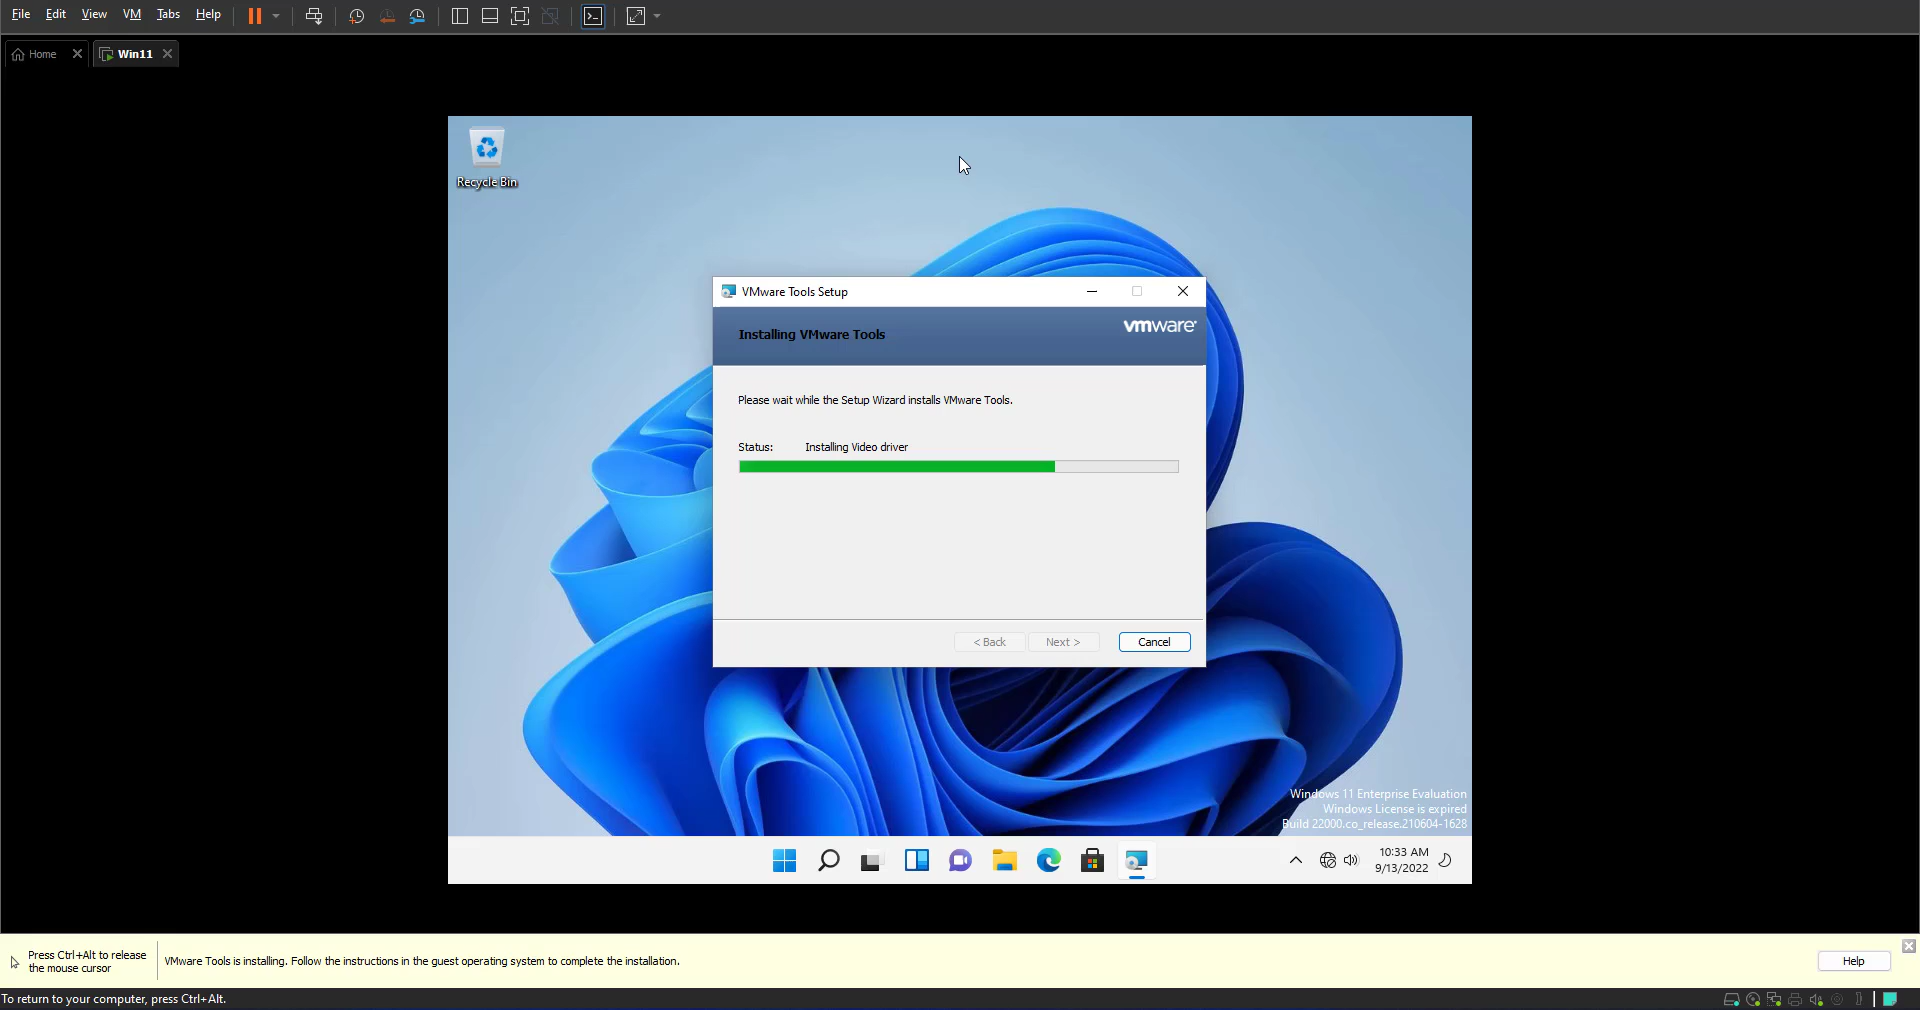 File Edit View VM Tabs Help
Home Win11
Recycle Bin
VMware Tools Setup
Installing VMware Tools
vmware
Please wait while the Setup Wizard installs VMware Tools.
Status: Installing Video driver
< Back Next > Cancel
Windows 11 Enterprise Evaluation
Windows License is expired
Build 22000.co_release.210604-1628
10:33 AM
9/13/2022
Press Ctrl+Alt to release
the mouse cursor
VMware Tools is installing. Follow the instructions in the guest operating system to complete the installation.
Help
To return to your computer, press Ctrl+Alt.